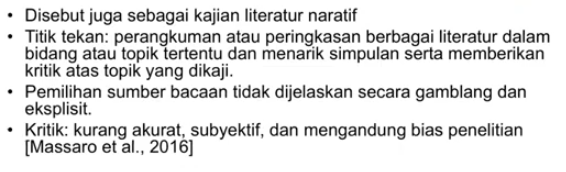 • Disebut juga sebagai kajian literatur naratif
• Titik tekan: perangkuman atau peringkasan berbagai literatur dalam
bidang atau topik tertentu dan menarik simpulan serta memberikan
kritik atas topik yang dikaji.
• Pemilihan sumber bacaan tidak dijelaskan secara gamblang dan
eksplisit.
• Kritik: kurang akurat, subyektif, dan mengandung bias penelitian
[Massaro et al., 2016]